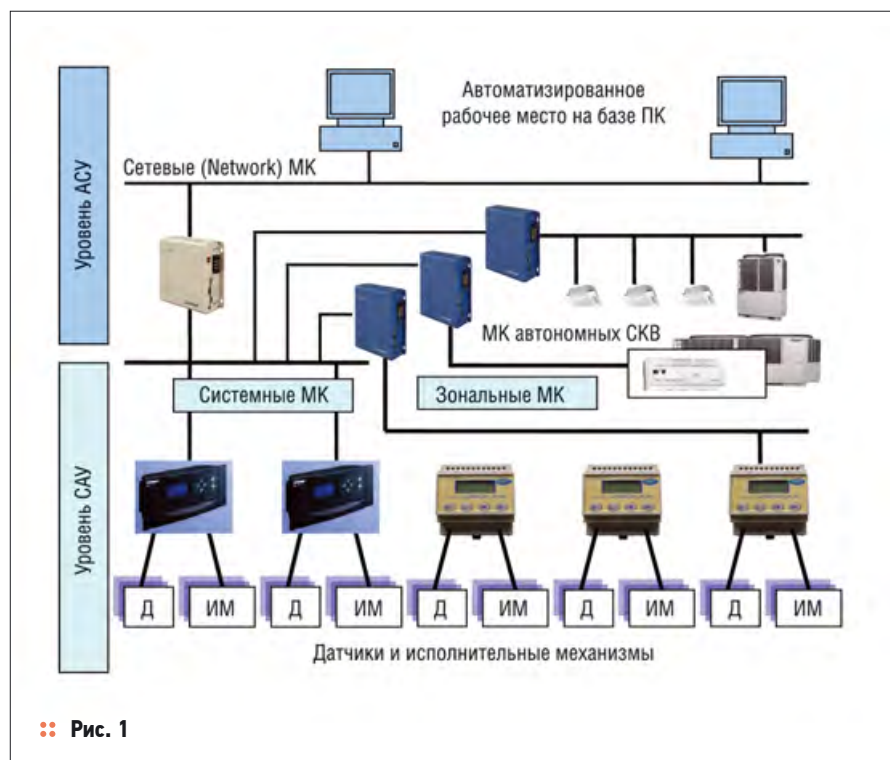 Уровень АСУ
Автоматизированное
рабочее место на базе ПК
Сетевые (Network) МК
МК автономных СКВ
Уровень САУ
Системные МК
Зональные МК
Д
ИМ
Д
ИМ
Д
ИМ
Д
ИМ
Д
ИМ
Датчики и исполнительные механизмы
Рис. 1